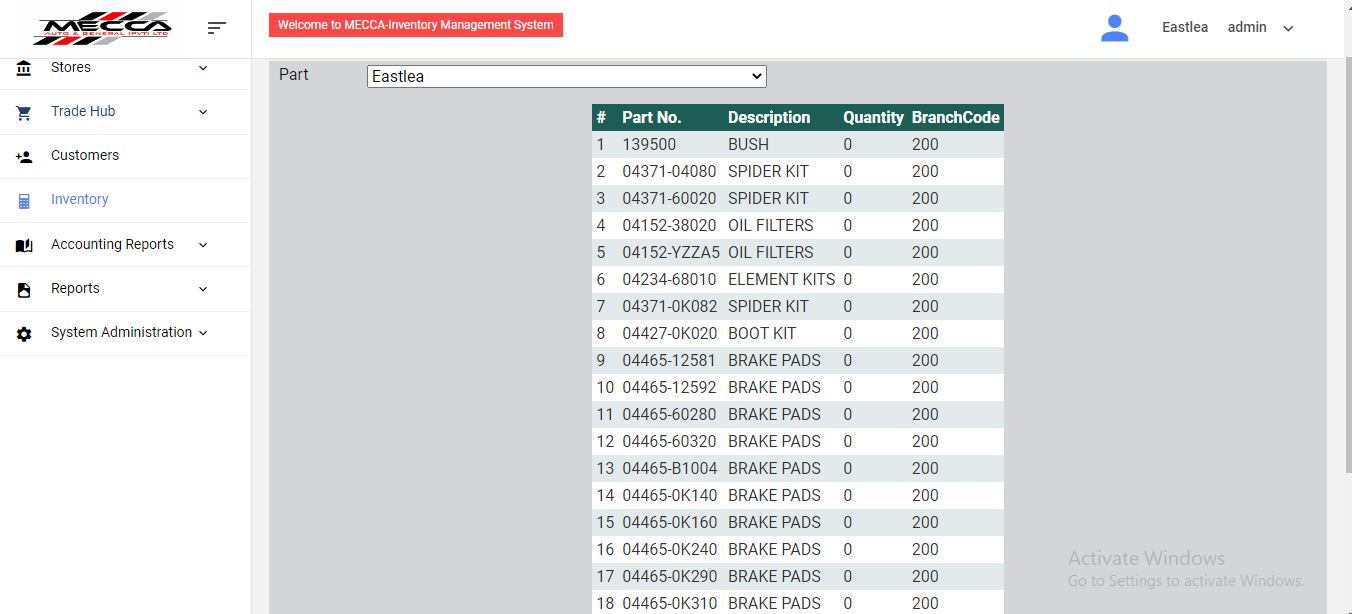 MECCA
AUTO & GENERAL (PVT) LTD
Welcome to MECCA-Inventory Management System
Eastlea admin
Stores
Trade Hub
Customers
Inventory
Accounting Reports
Reports
System Administration
Part Eastlea
# Part No. Description Quantity BranchCode
1 139500 BUSH 0 200
2 04371-04080 SPIDER KIT 0 200
3 04371-60020 SPIDER KIT 0 200
4 04152-38020 OIL FILTERS 0 200
5 04152-YZZA5 OIL FILTERS 0 200
6 04234-68010 ELEMENT KITS 0 200
7 04371-0K082 SPIDER KIT 0 200
8 04427-0K020 BOOT KIT 0 200
9 04465-12581 BRAKE PADS 0 200
10 04465-12592 BRAKE PADS 0 200
11 04465-60280 BRAKE PADS 0 200
12 04465-60320 BRAKE PADS 0 200
13 04465-B1004 BRAKE PADS 0 200
14 04465-0K140 BRAKE PADS 0 200
15 04465-0K160 BRAKE PADS 0 200
16 04465-0K240 BRAKE PADS 0 200
17 04465-0K290 BRAKE PADS 0 200
18 04465-0K310 BRAKE PADS 0 200
Activate Windows
Go to Settings to activate Windows.